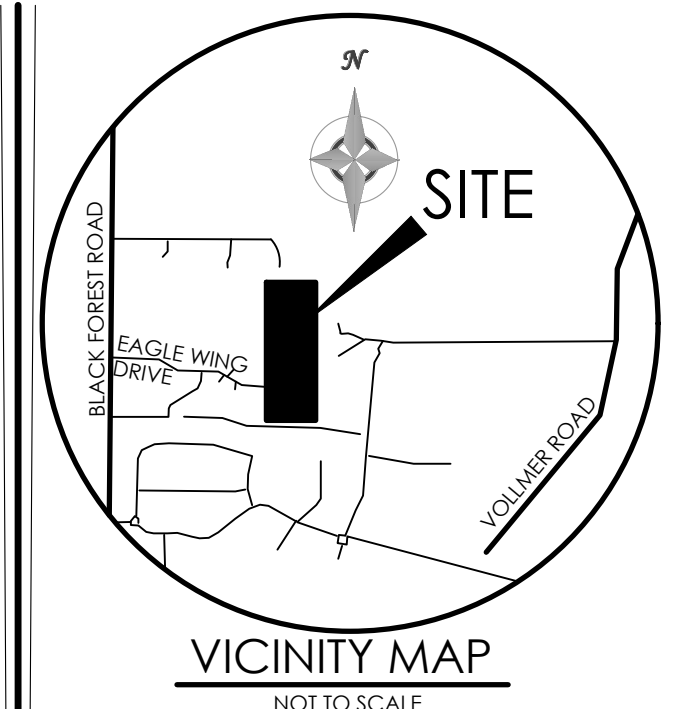 N
SITE
BLACK FOREST ROAD
EAGLE WING
DRIVE
VOLLMER ROAD
VICINITY MAP
NOT TO SCALE